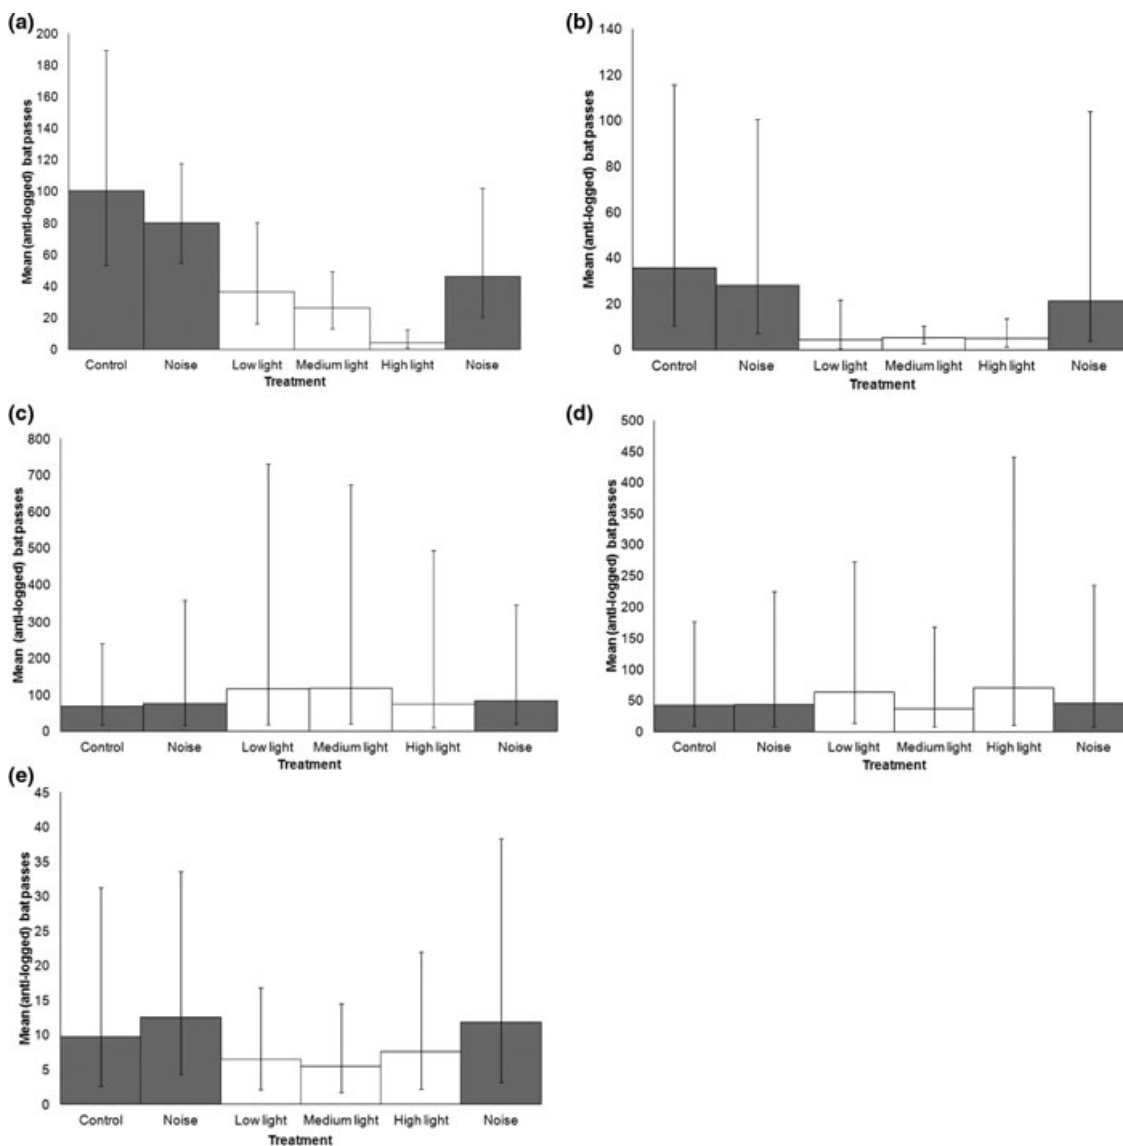 (a)
Mean (anti-logged) bat passes
200
180
160
140
120
100
80
60
40
20
0
Control Noise Low light Medium light High light Noise
Treatment
(b)
Mean (anti-logged) bat passes
140
120
100
80
60
40
20
0
Control Noise Low light Medium light High light Noise
Treatment
(c)
Mean (anti-logged) bat passes
800
700
600
500
400
300
200
100
0
Control Noise Low light Medium light High light Noise
Treatment
(d)
Mean (anti-logged) bat passes
500
450
400
350
300
250
200
150
100
50
0
Control Noise Low light Medium light High light Noise
Treatment
(e)
Mean (anti-logged) bat passes
45
40
35
30
25
20
15
10
5
0
Control Noise Low light Medium light High light Noise
Treatment